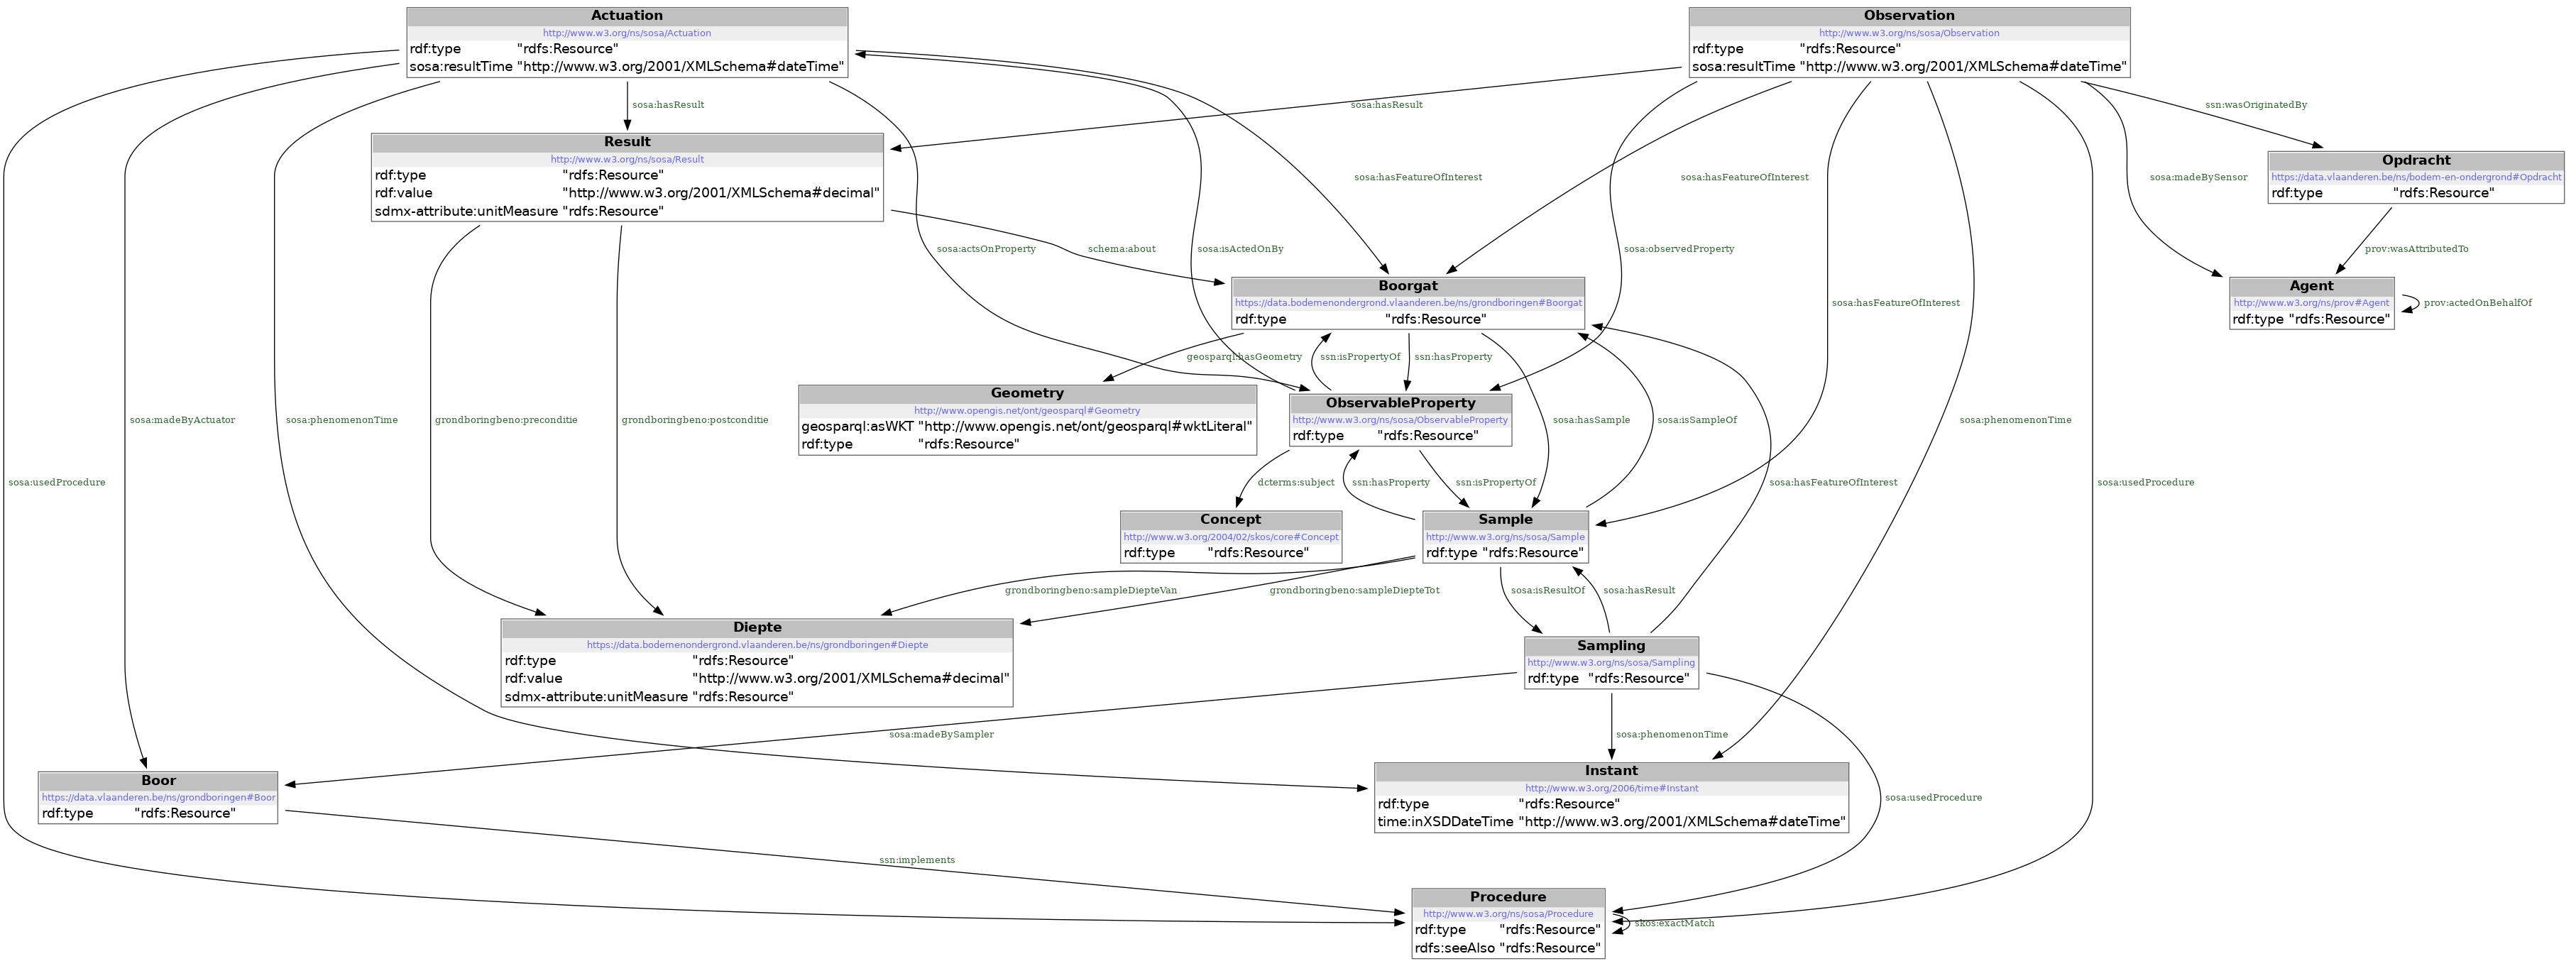 Actuation
http://www.w3.org/ns/sosa/Actuation
rdf:type "rdfs:Resource"
sosa:resultTime "http://www.w3.org/2001/XMLSchema#dateTime"
Observation
http://www.w3.org/ns/sosa/Observation
rdf:type "rdfs:Resource"
sosa:resultTime "http://www.w3.org/2001/XMLSchema#dateTime"
sosa:hasResult
sosa:hasResult
ssn:wasOriginatedBy
Result
http://www.w3.org/ns/sosa/Result
rdf:type "rdfs:Resource"
rdf:value "http://www.w3.org/2001/XMLSchema#decimal"
sdmx-attribute:unitMeasure "rdfs:Resource"
Opdracht
https://data.vlaanderen.be/ns/bodem-en-ondergrond#Opdracht
rdf:type "rdfs:Resource"
sosa:hasFeatureOfInterest
sosa:hasFeatureOfInterest
sosa:madeBySensor
sosa:actsOnProperty
schema:about
sosa:isActedOnBy
sosa:observedProperty
prov:wasAttributedTo
Boorgat
https://data.bodemenondergrond.vlaanderen.be/ns/grondboringen#Boorgat
rdf:type "rdfs:Resource"
sosa:hasFeatureOfInterest
Agent
http://www.w3.org/ns/prov#Agent
rdf:type "rdfs:Resource"
prov:actedOnBehalfOf
geosparql:hasGeometry
ssn:isPropertyOf
ssn:hasProperty
Geometry
http://www.opengis.net/ont/geosparql#Geometry
geosparql:asWKT "http://www.opengis.net/ont/geosparql#wktLiteral"
rdf:type "rdfs:Resource"
ObservableProperty
http://www.w3.org/ns/sosa/ObservableProperty
rdf:type "rdfs:Resource"
sosa:madeByActuator
sosa:phenomenonTime
grondboringbeno:preconditie
grondboringbeno:postconditie
sosa:hasSample
sosa:isSampleOf
sosa:phenomenonTime
sosa:usedProcedure
dcterms:subject
ssn:hasProperty
ssn:isPropertyOf
sosa:hasFeatureOfInterest
sosa:usedProcedure
Concept
http://www.w3.org/2004/02/skos/core#Concept
rdf:type "rdfs:Resource"
Sample
http://www.w3.org/ns/sosa/Sample
rdf:type "rdfs:Resource"
grondboringbeno:sampleDiepteVan
grondboringbeno:sampleDiepteTot
sosa:isResultOf
sosa:hasResult
Diepte
https://data.bodemenondergrond.vlaanderen.be/ns/grondboringen#Diepte
rdf:type "rdfs:Resource"
rdf:value "http://www.w3.org/2001/XMLSchema#decimal"
sdmx-attribute:unitMeasure "rdfs:Resource"
Sampling
http://www.w3.org/ns/sosa/Sampling
rdf:type "rdfs:Resource"
sosa:madeBySampler
sosa:phenomenonTime
Boor
https://data.vlaanderen.be/ns/grondboringen#Boor
rdf:type "rdfs:Resource"
Instant
http://www.w3.org/2006/time#Instant
rdf:type "rdfs:Resource"
time:inXSDDateTime "http://www.w3.org/2001/XMLSchema#dateTime"
sosa:usedProcedure
ssn:implements
Procedure
http://www.w3.org/ns/sosa/Procedure
rdf:type "rdfs:Resource"
rdfs:seeAlso "rdfs:Resource"
skos:exactMatch